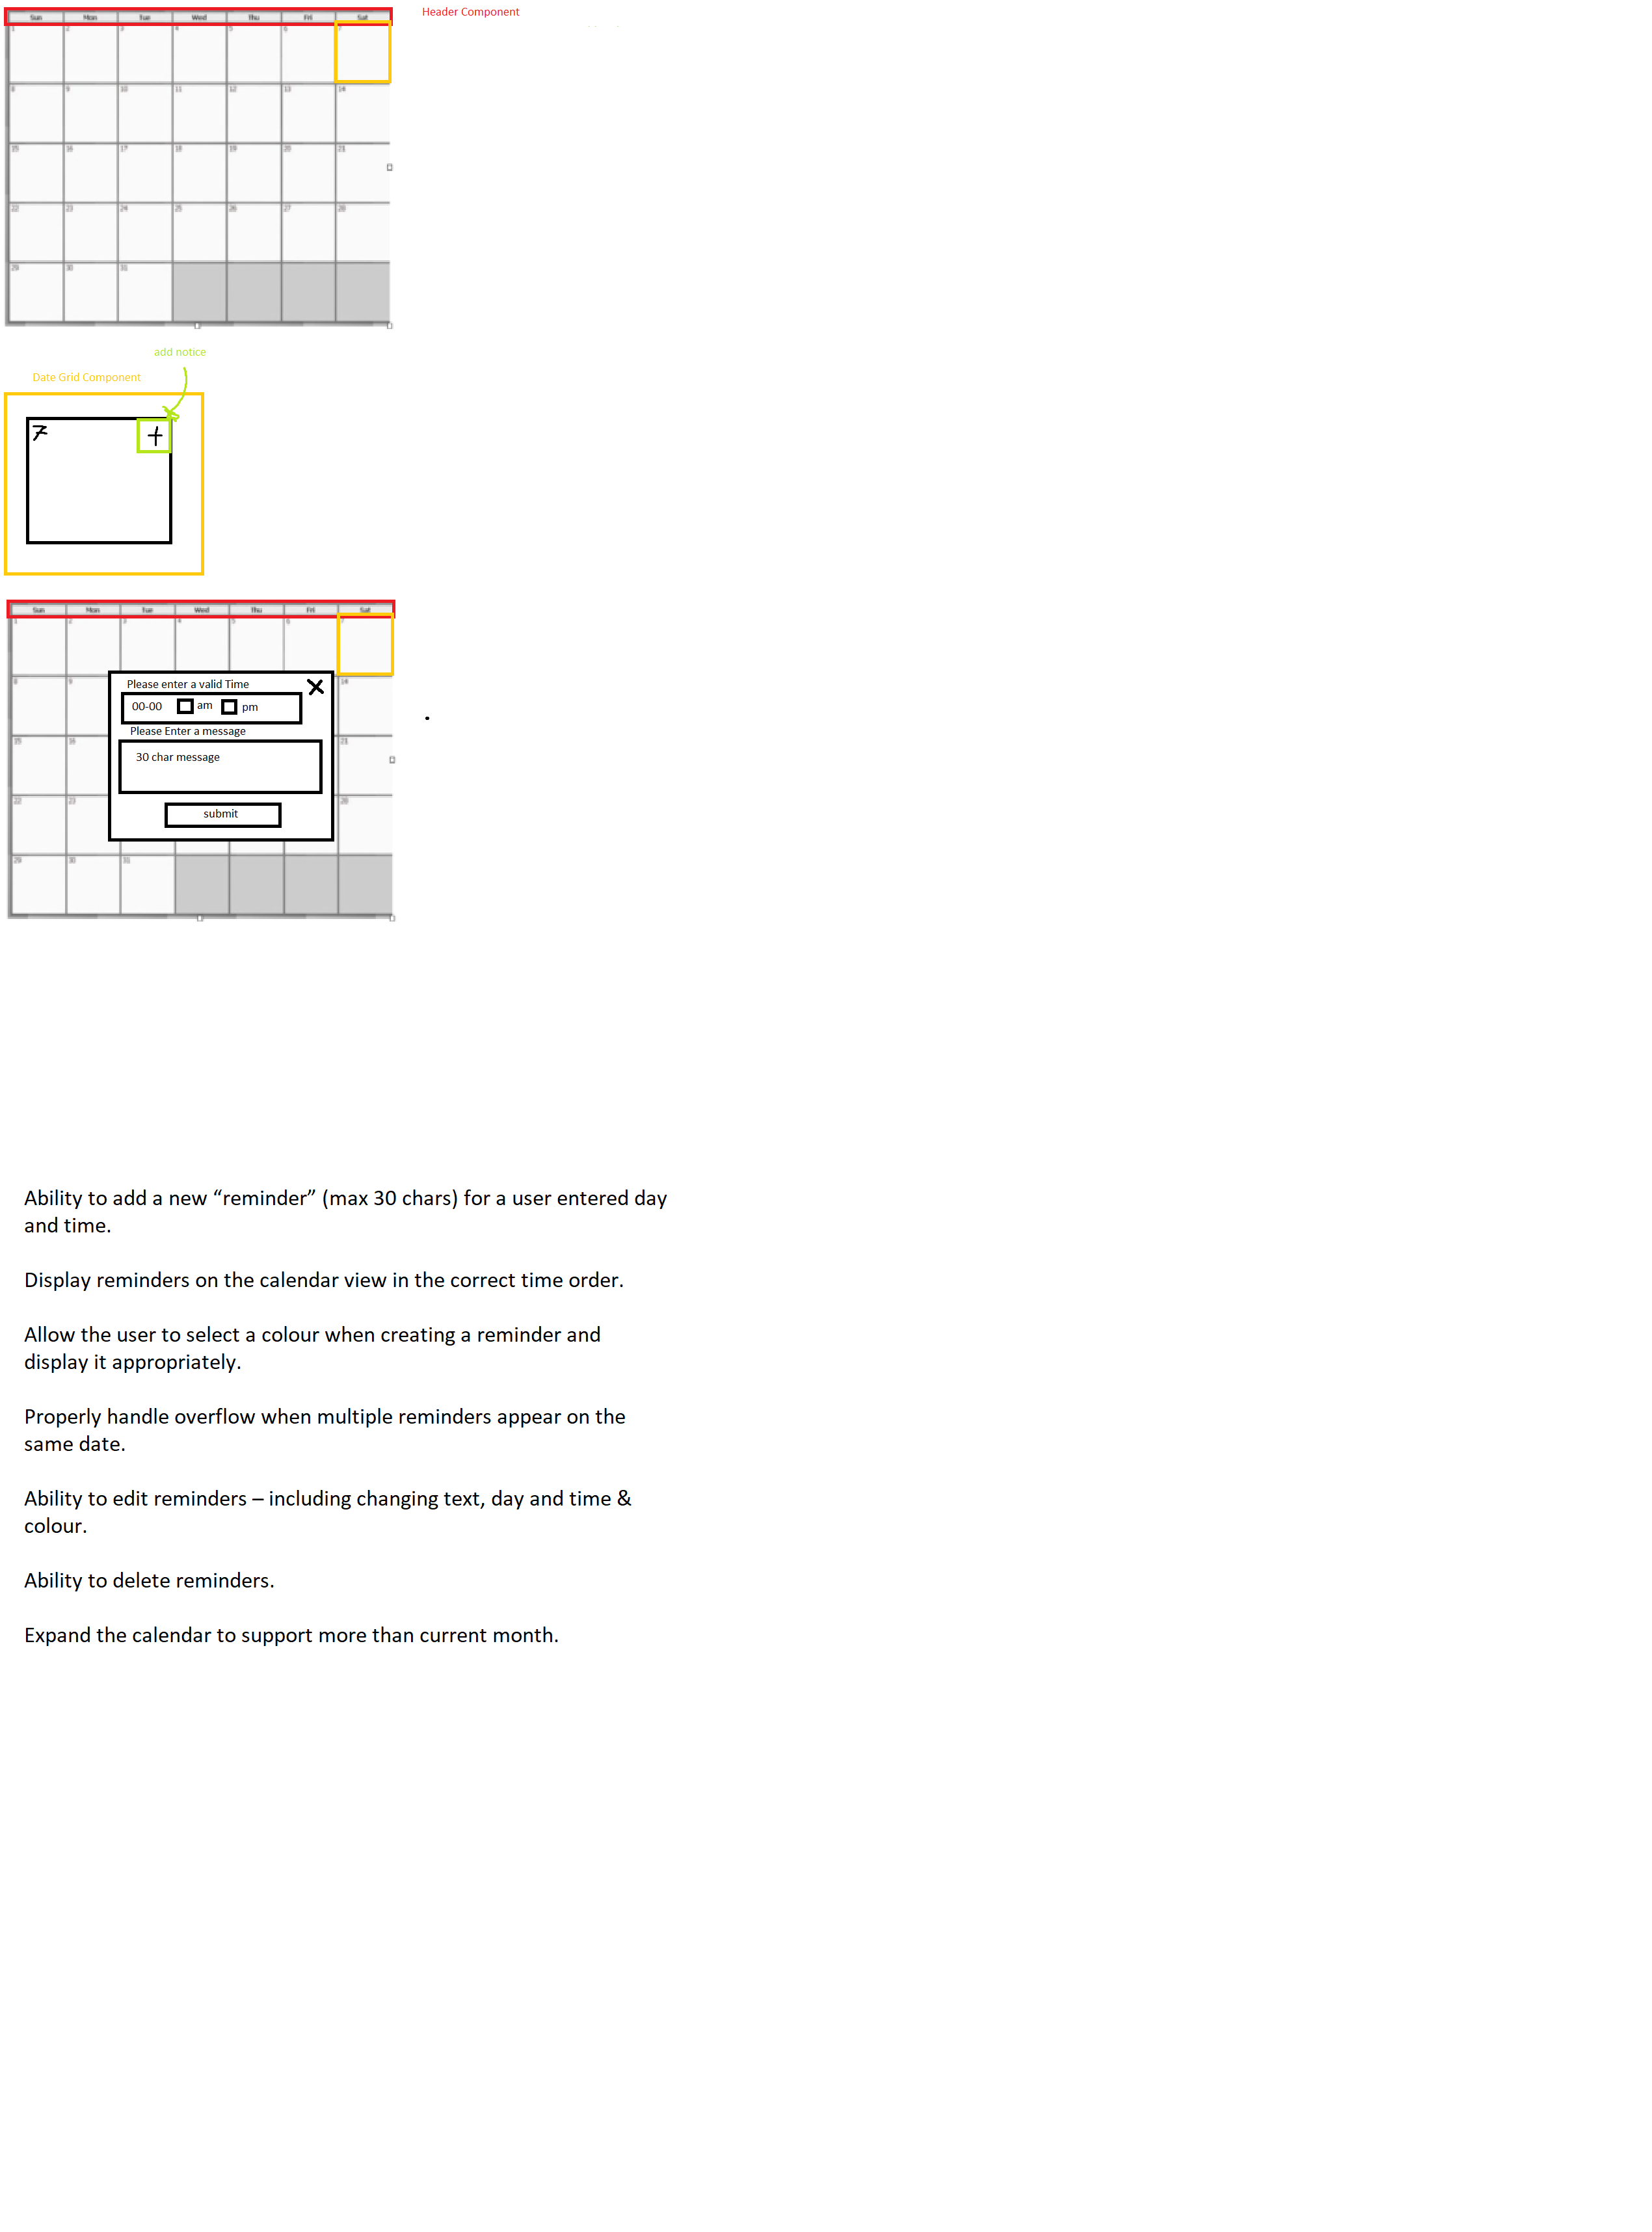 Header Component
Sun Mon Tue Wed Thu Fri Sat
1 2 3 4 5 6 7
8 9 10 11 12 13 14
15 16 17 18 19 20 21
22 23 24 25 26 27 28
29 30 31
add notice
Date Grid Component
7 +
Sun Mon Tue Wed Thu Fri Sat
1 2 3 4 5 6 7
Please enter a valid Time X
8 9 14
00-00 am pm
Please Enter a message
15 16 21
30 char message
22 23 28
submit
29 30 31
Ability to add a new “reminder” (max 30 chars) for a user entered day
and time.
Display reminders on the calendar view in the correct time order.
Allow the user to select a colour when creating a reminder and
display it appropriately.
Properly handle overflow when multiple reminders appear on the
same date.
Ability to edit reminders – including changing text, day and time &
colour.
Ability to delete reminders.
Expand the calendar to support more than current month.